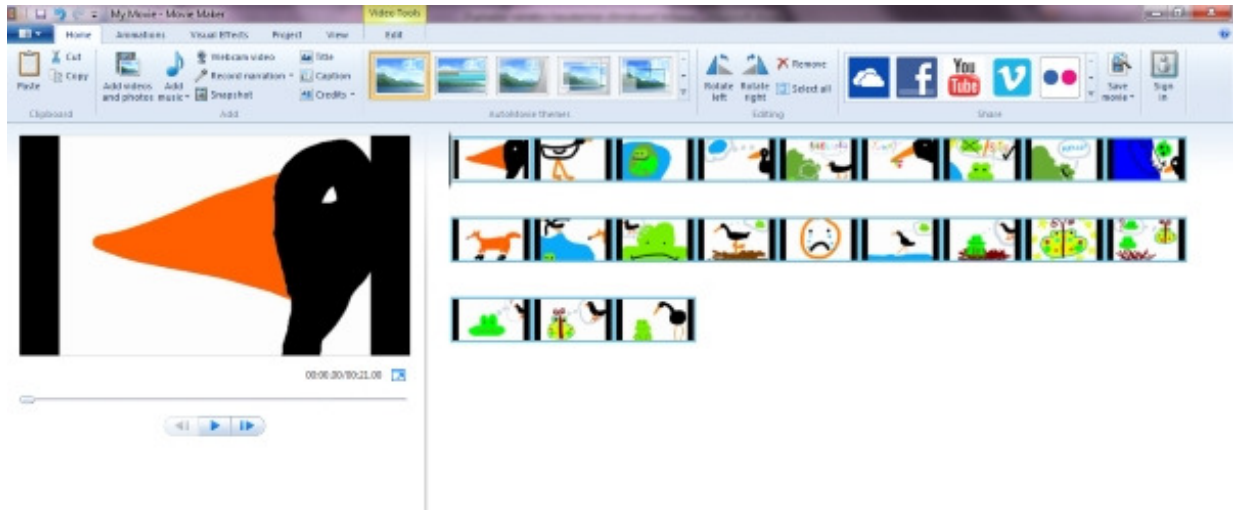 My Movie - Movie Maker
Video Tools
Home Animations Visual Effects Project View Edit
Paste
Cut
Copy
Clipboard
Add videos and photos
Add music
Webcam video
Record narration
Snapshot
Title
Caption
Credits
Add
AutoMovie themes
Rotate left
Rotate right
Remove
Select all
Editing
You
Tube
Share
Save movie
Sign in
00:00.00/00:21.00